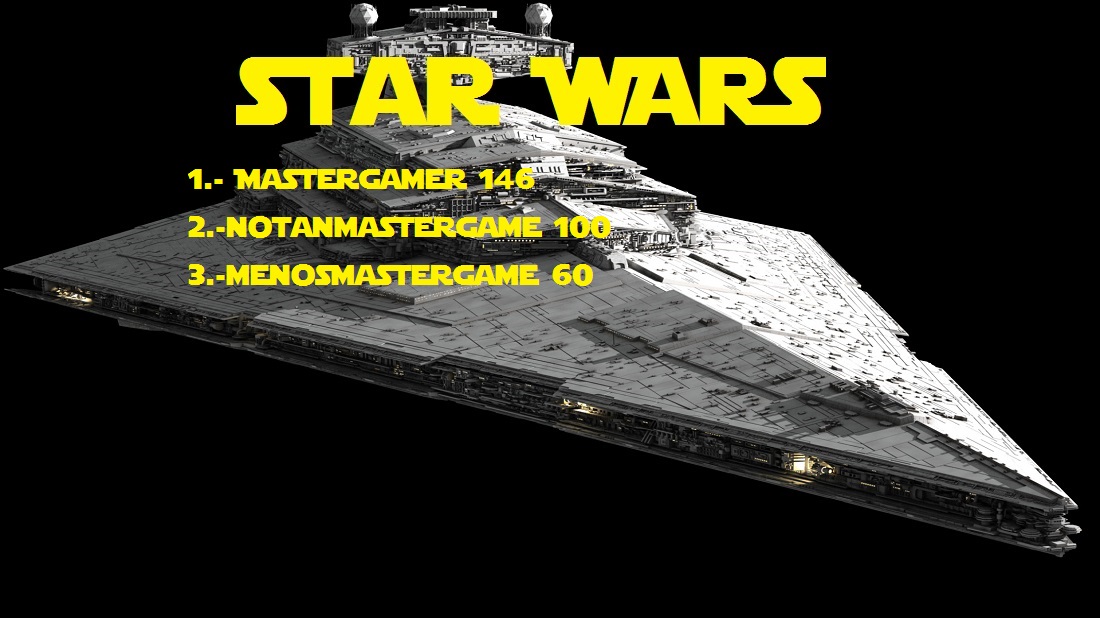 STAR WARS
1.- MASTERGAMER 146
2.-NOTANMASTERGAME 100
3.-MENOSMASTERGAME 60